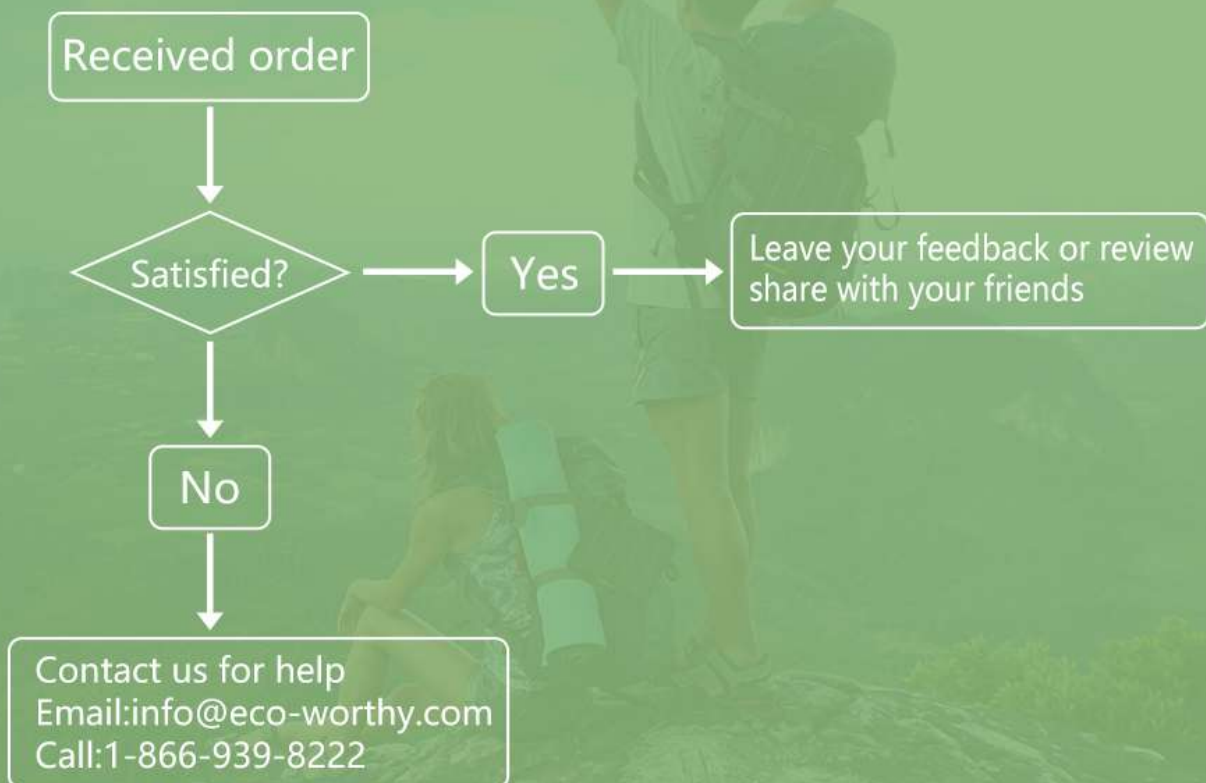 Received order
Satisfied?
Yes
Leave your feedback or review
share with your friends
No
Contact us for help
Email:info@eco-worthy.com
Call:1-866-939-8222